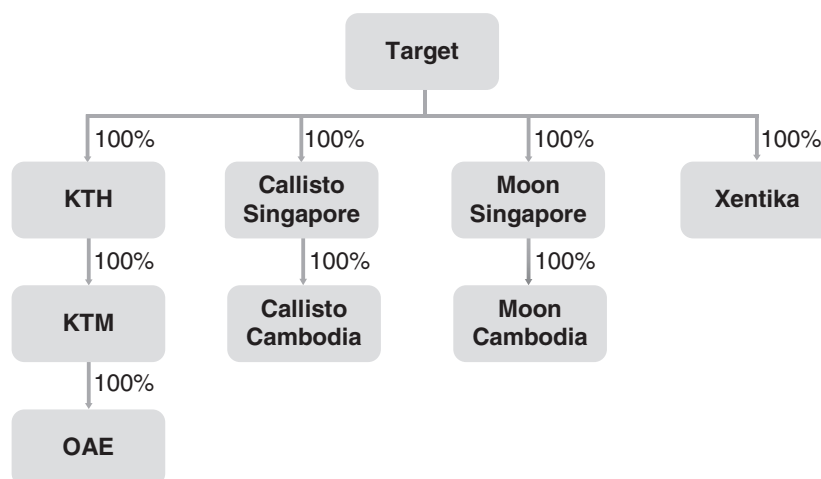 Target
100%
100%
100%
100%
KTH
Callisto
Singapore
Moon
Singapore
Xentika
100%
100%
100%
KTM
Callisto
Cambodia
Moon
Cambodia
100%
OAE